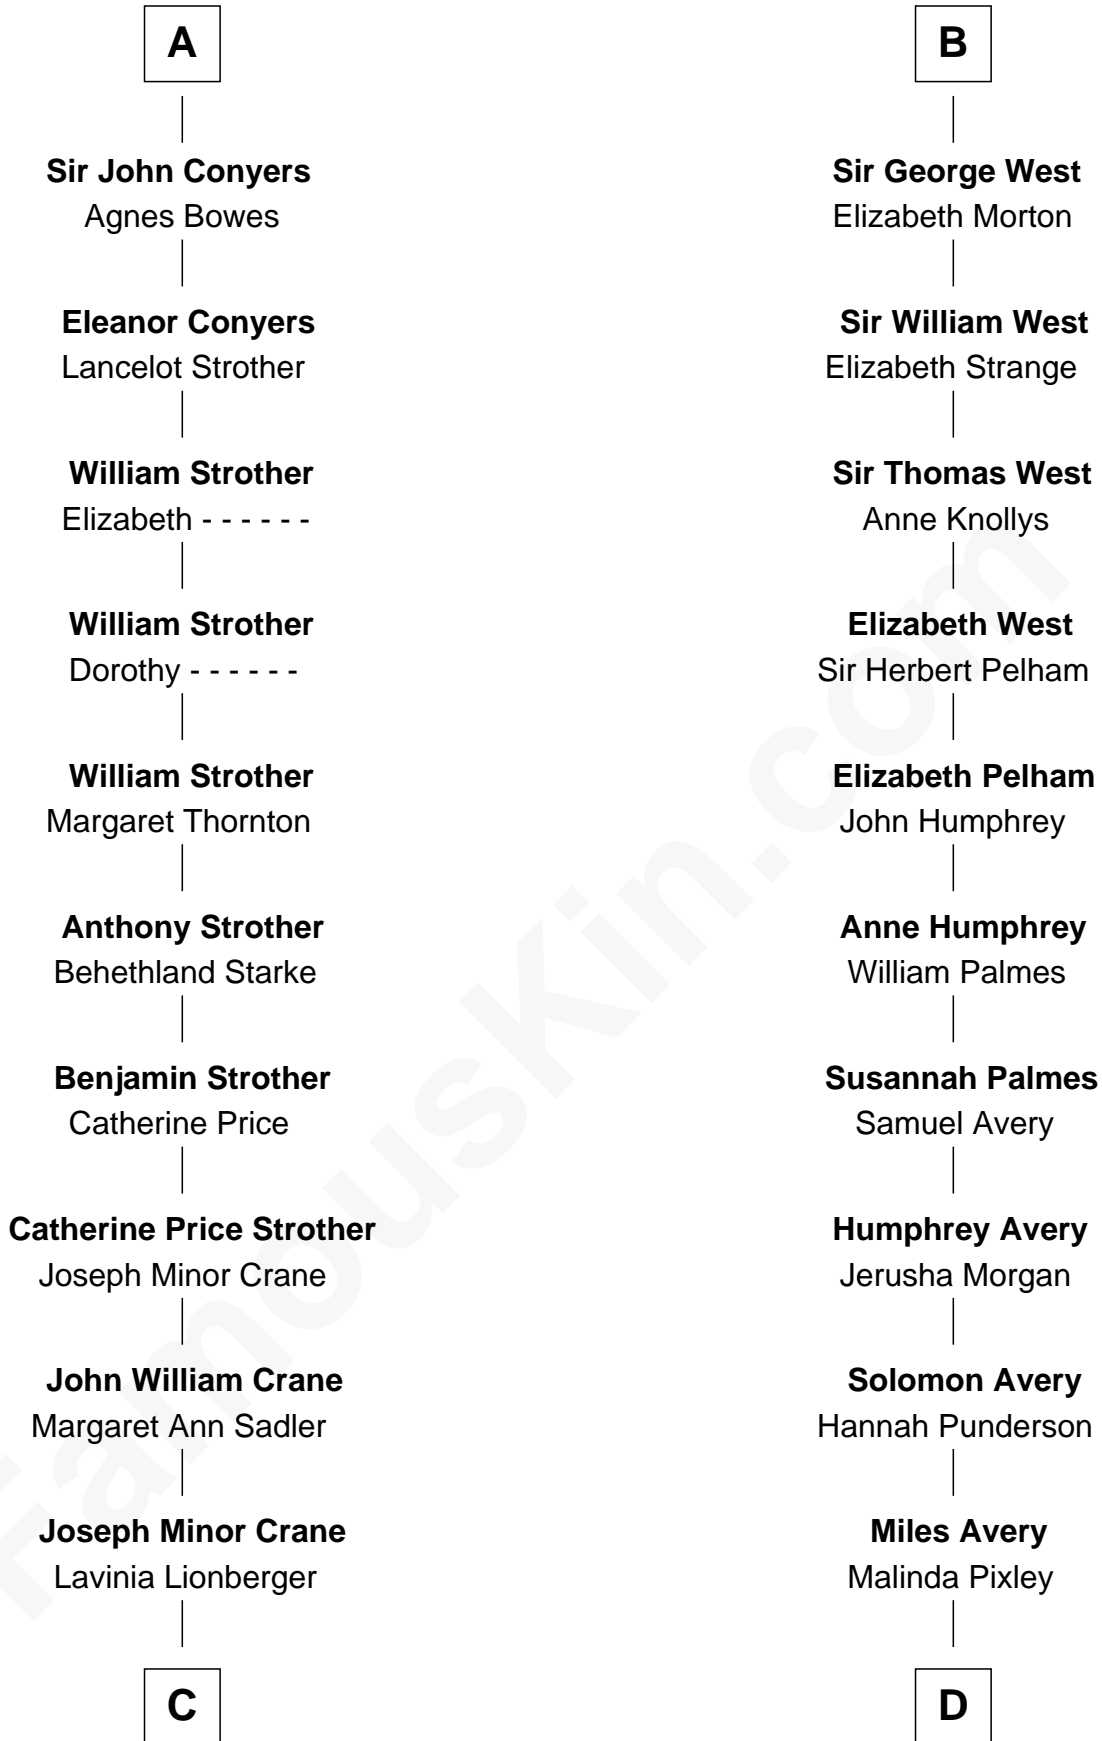 A
Sir John Conyers
Agnes Bowes
Eleanor Conyers
Lancelot Strother
William Strother
Elizabeth - - - - - -
William Strother
Dorothy - - - - - -
William Strother
Margaret Thornton
Anthony Strother
Behethland Starke
Benjamin Strother
Catherine Price
Catherine Price Strother
Joseph Minor Crane
John William Crane
Margaret Ann Sadler
Joseph Minor Crane
Lavinia Lionberger
C
B
Sir George West
Elizabeth Morton
Sir William West
Elizabeth Strange
Sir Thomas West
Anne Knollys
Elizabeth West
Sir Herbert Pelham
Elizabeth Pelham
John Humphrey
Anne Humphrey
William Palmes
Susannah Palmes
Samuel Avery
Humphrey Avery
Jerusha Morgan
Solomon Avery
Hannah Punderson
Miles Avery
Malinda Pixley
D
FamousKin.com